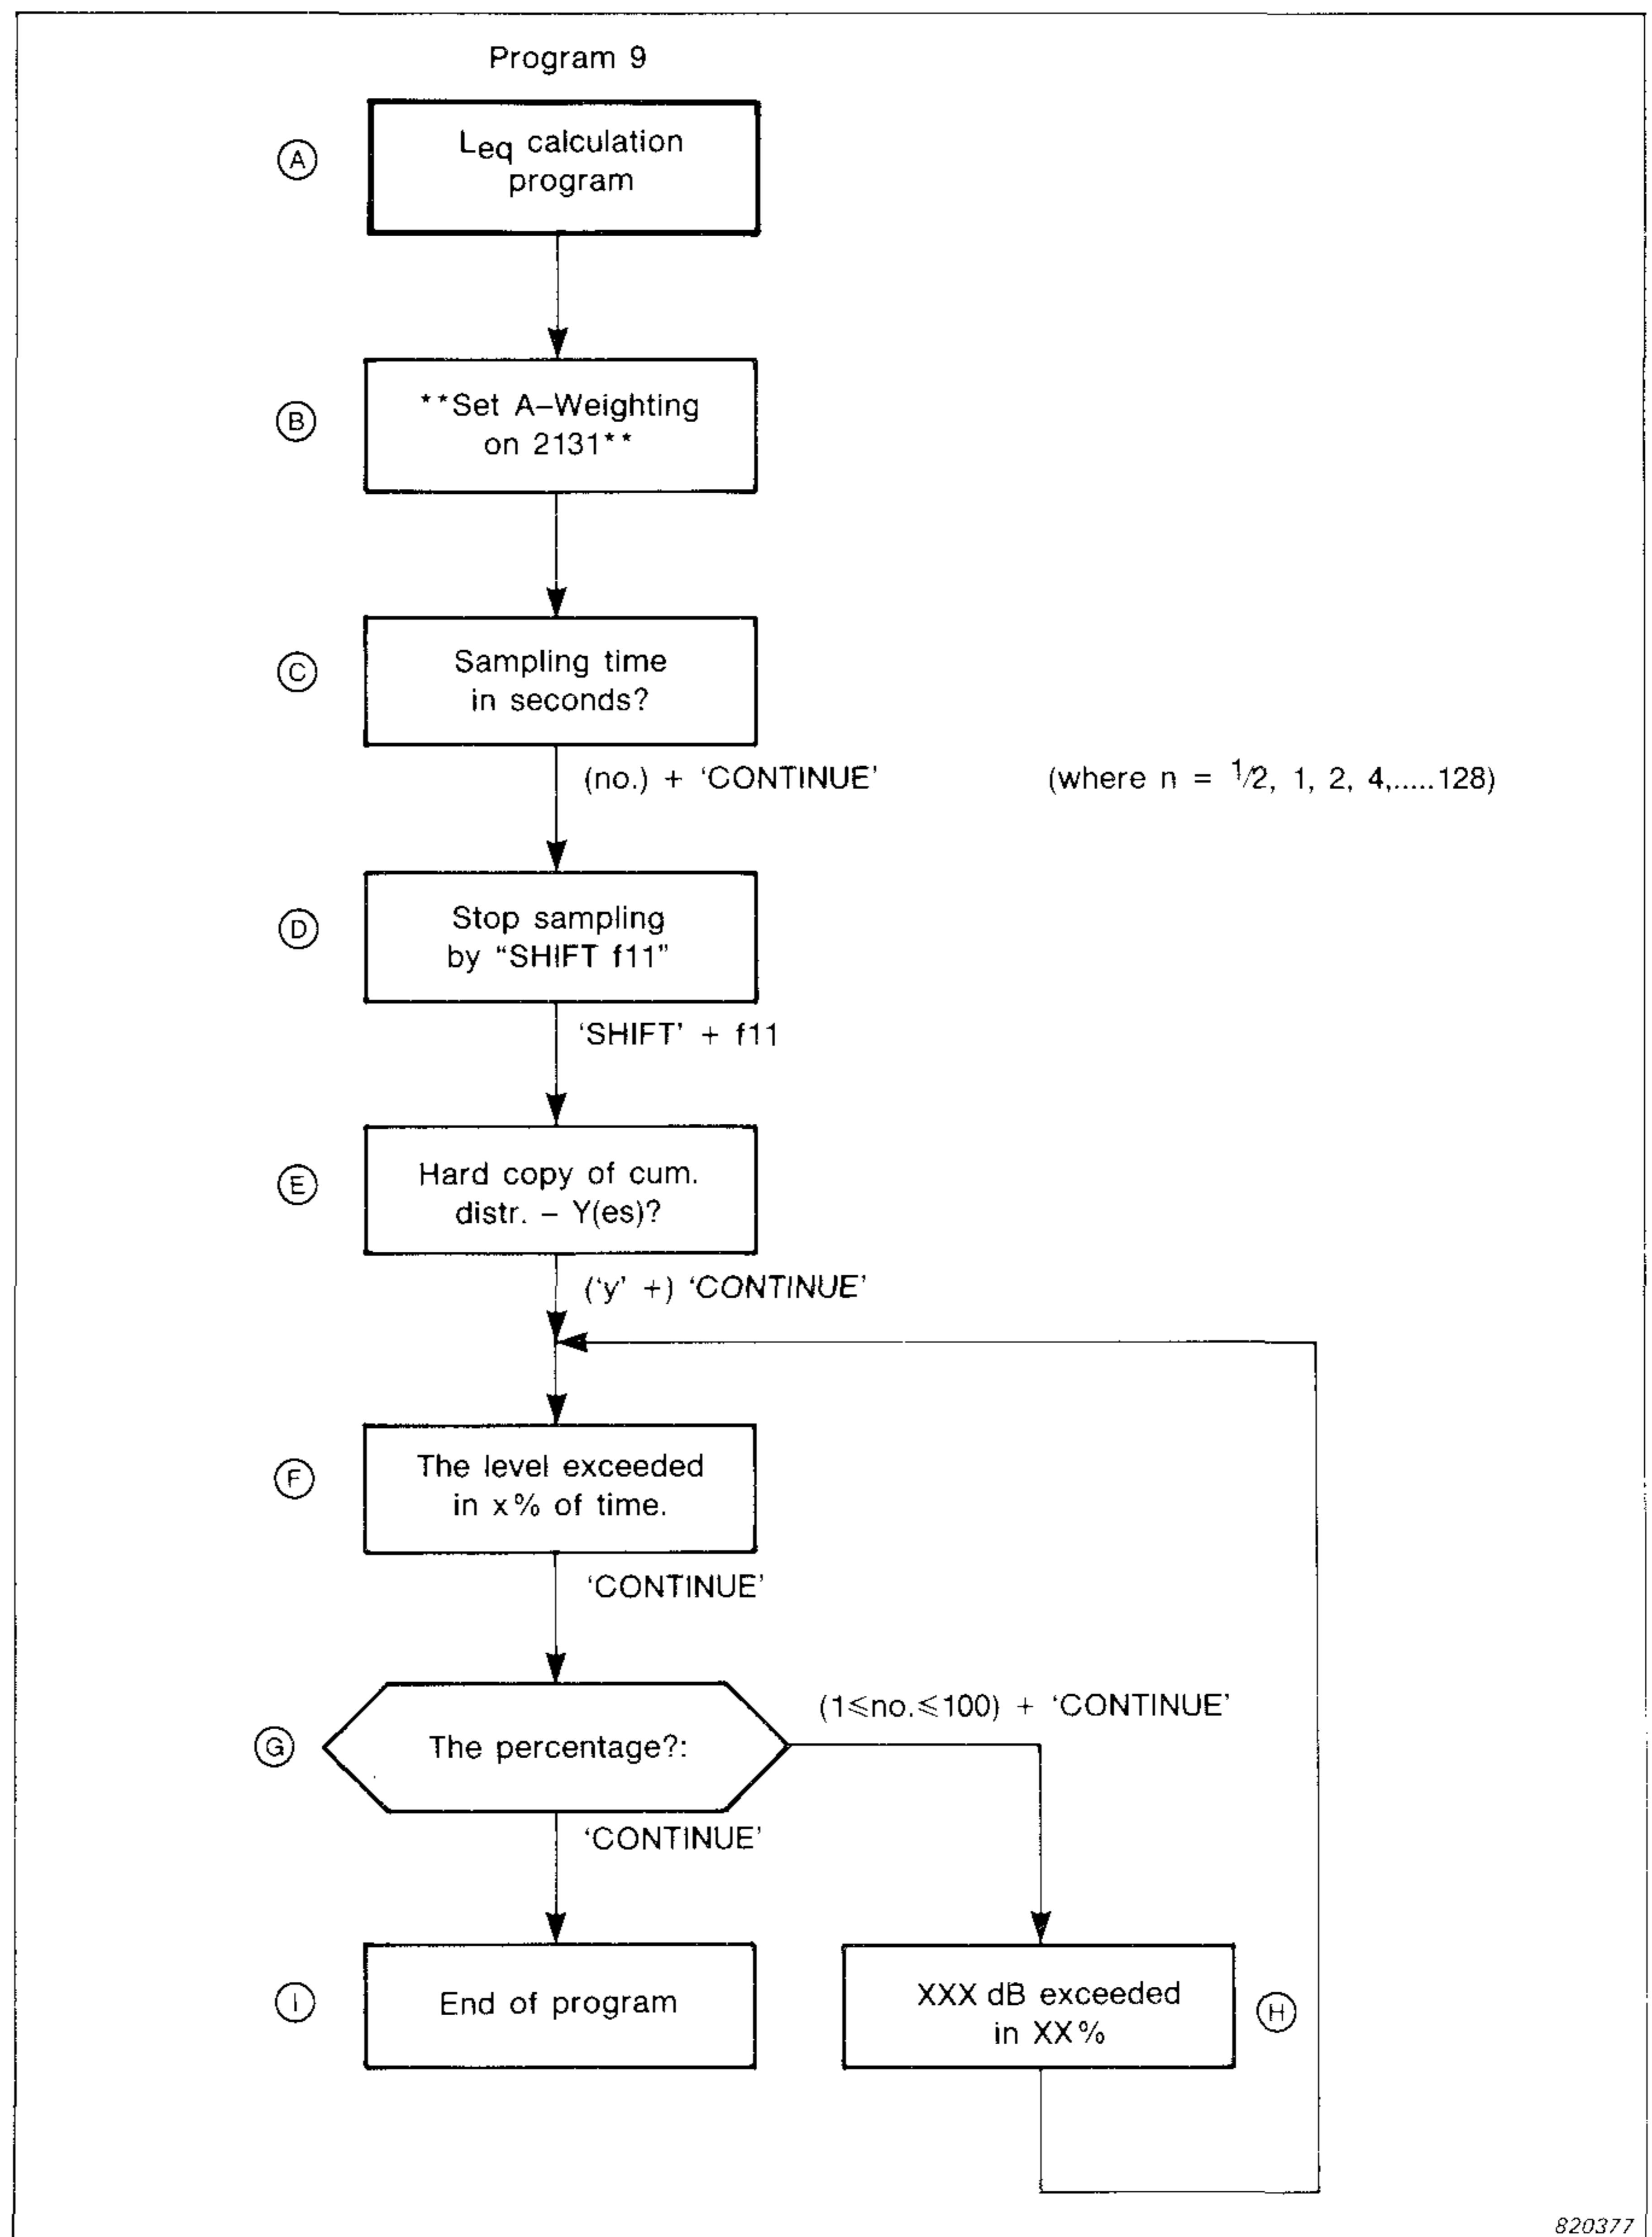 Program 9
A
Leq calculation
program
B
**Set A–Weighting
on 2131**
C
Sampling time
in seconds?
(no.) + ‘CONTINUE’
(where n = 1/2, 1, 2, 4,.....128)
D
Stop sampling
by “SHIFT f11”
‘SHIFT’ + f11
E
Hard copy of cum.
distr. – Y(es)?
(‘y’ +) ‘CONTINUE’
F
The level exceeded
in x% of time.
‘CONTINUE’
G
The percentage?:
(1≤no.≤100) + ‘CONTINUE’
‘CONTINUE’
I
End of program
XXX dB exceeded
in XX%
H
820377